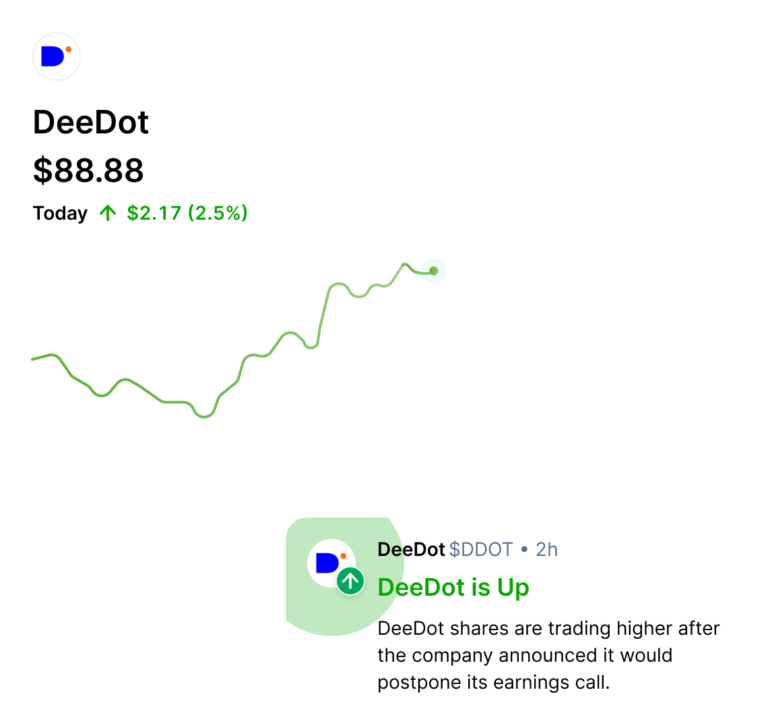 DeeDot
$88.88
Today ↑ $2.17 (2.5%)
DeeDot $DDOT • 2h
DeeDot is Up
DeeDot shares are trading higher after
the company announced it would
postpone its earnings call.